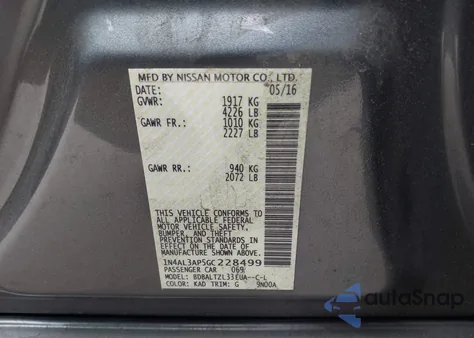 MFD BY NISSAN MOTOR CO., LTD.
DATE: 05/16
GVWR: 1917 KG
4226 LB
GAWR FR: 1010 KG
2227 LB
GAWR RR: 940 KG
2072 LB
THIS VEHICLE CONFORMS TO
ALL APPLICABLE FEDERAL
MOTOR VEHICLE SAFETY,
BUMPER, AND THEFT
PREVENTION STANDARDS
IN EFFECT ON THE DATE OF
MANUFACTURE SHOWN ABOVE.
1N4AL3AP5GC228499
PASSENGER CAR 069
MODEL: BDBALTZL33EUA--C-L
COLOR: KAD TRIM: G 9N00A
AutoSnap